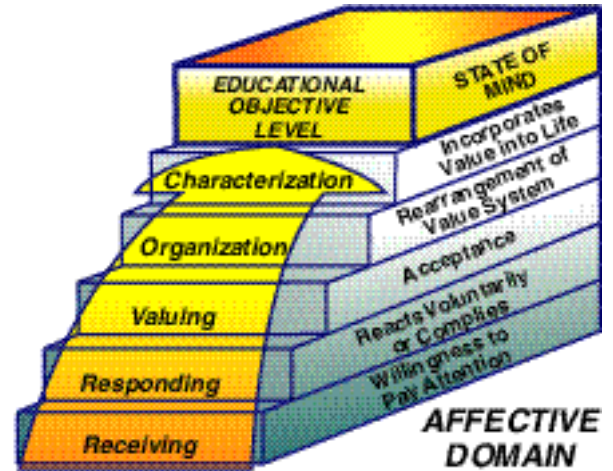 EDUCATIONAL
OBJECTIVE
LEVEL
STATE OF
MIND
Characterization
Incorporates
Value into Life
Organization
Rearrangement of
Value System
Valuing
Acceptance
Responding
Reacts Voluntarity
or Complies
Receiving
Willingness to
Pay Attention
AFFECTIVE
DOMAIN